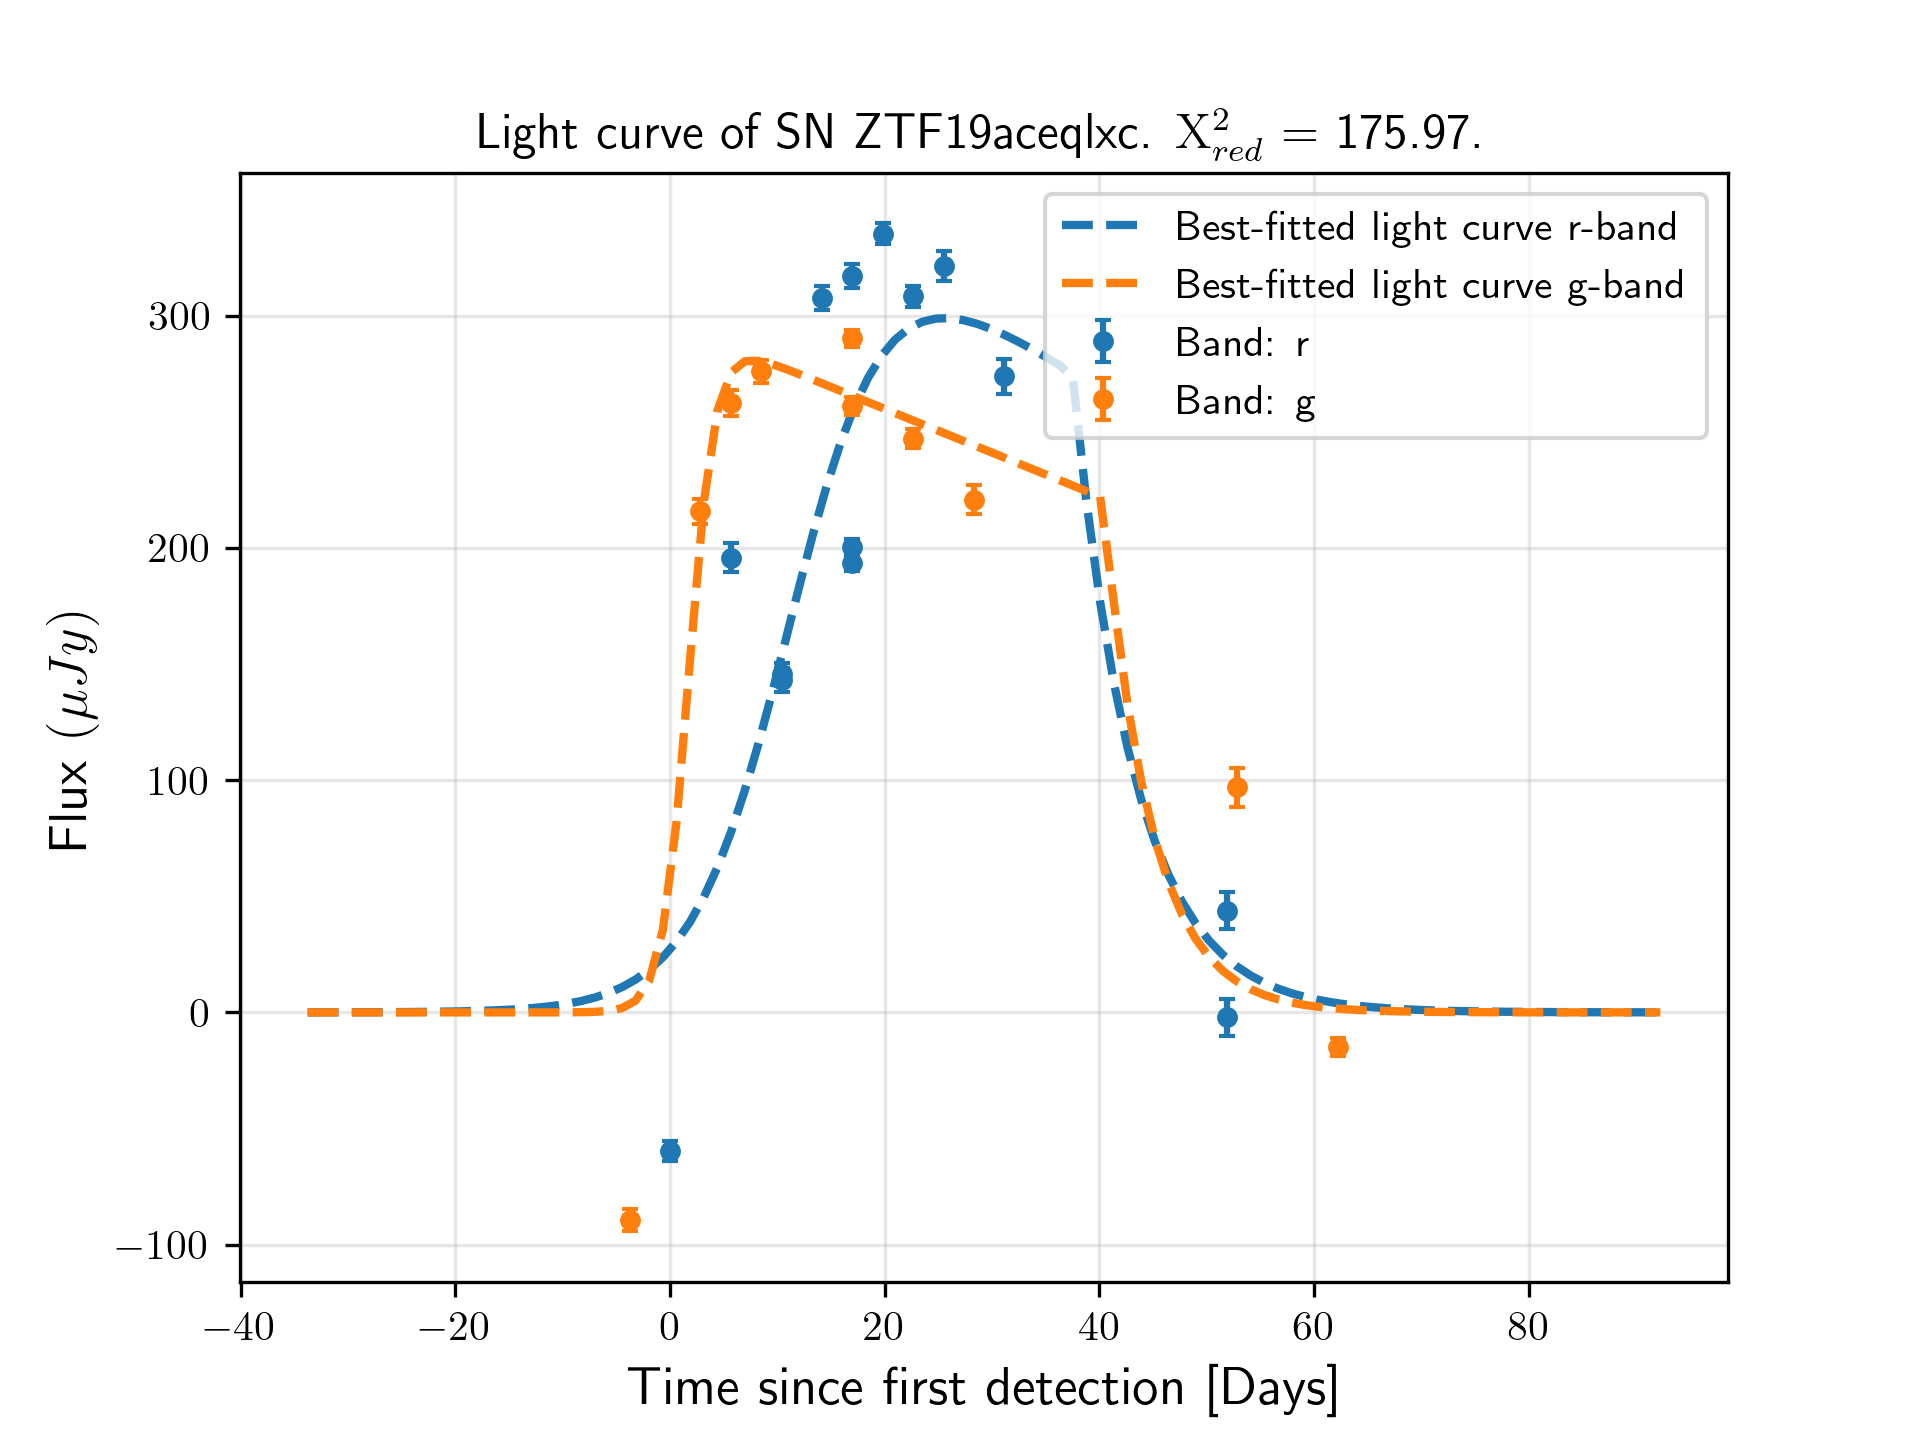 Light curve of SN ZTF19aceqlxc. X²_red = 175.97.
Best-fitted light curve r-band
Best-fitted light curve g-band
Band: r
Band: g
Flux (μJy)
300
200
100
0
−100
−40 −20 0 20 40 60 80
Time since first detection [Days]